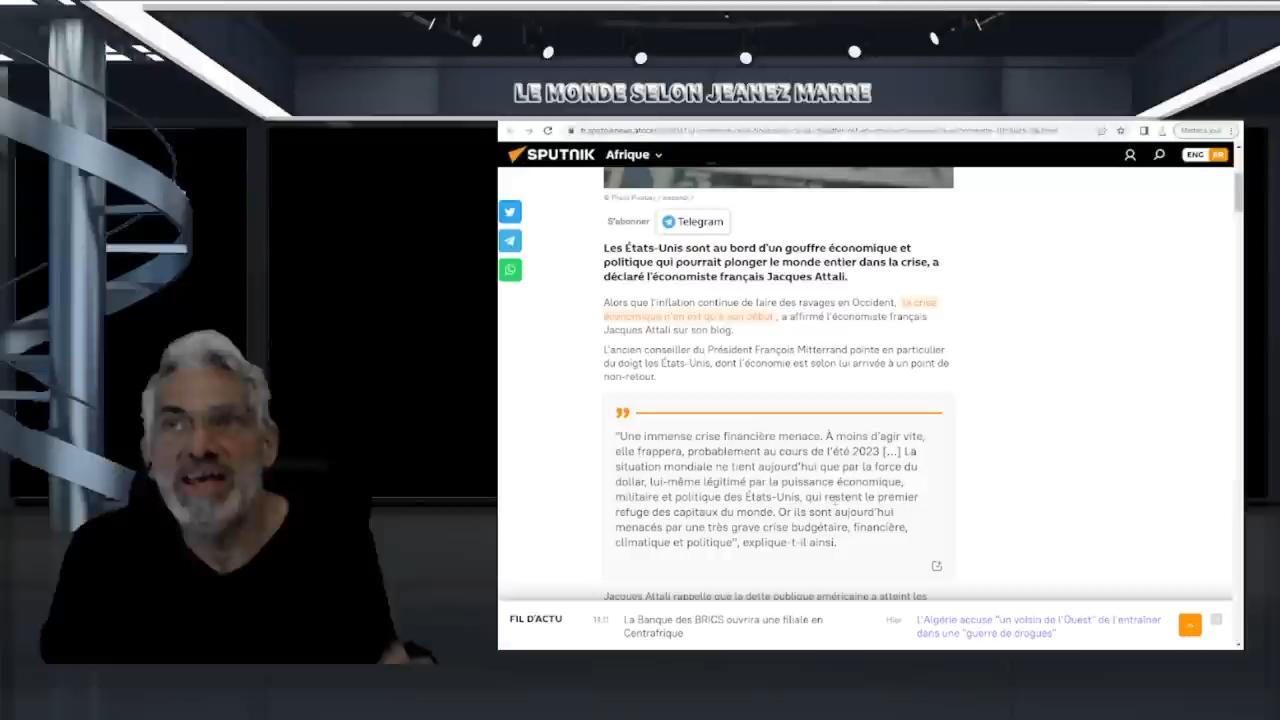 LE MONDE SELON JEANEZ MARRE
SPUTNIK Afrique
ENG FR
S'abonner Telegram
Les États-Unis sont au bord d'un gouffre économique et
politique qui pourrait plonger le monde entier dans la crise, a
déclaré l'économiste français Jacques Attali.
Alors que l'inflation continue de faire des ravages en Occident, la crise
économique n'en est qu'à son début , a affirmé l'économiste français
Jacques Attali sur son blog.
L'ancien conseiller du Président François Mitterrand pointe en particulier
du doigt les États-Unis, dont l'économie est selon lui arrivée à un point de
non-retour.
"Une immense crise financière menace. À moins d'agir vite,
elle frappera, probablement au cours de l'été 2023 [...] La
situation mondiale ne tient aujourd'hui que par la force du
dollar, lui-même légitimé par la puissance économique,
militaire et politique des États-Unis, qui restent le premier
refuge des capitaux du monde. Or ils sont aujourd'hui
menacés par une très grave crise budgétaire, financière,
climatique et politique", explique-t-il ainsi.
Jacques Attali rappelle que la dette publique américaine a atteint les
FIL D'ACTU
La Banque des BRICS ouvrira une filiale en
Centrafrique
Hier
L'Algérie accuse "un voisin de l'Ouest" de l'entraîner
dans une "guerre de drogues"